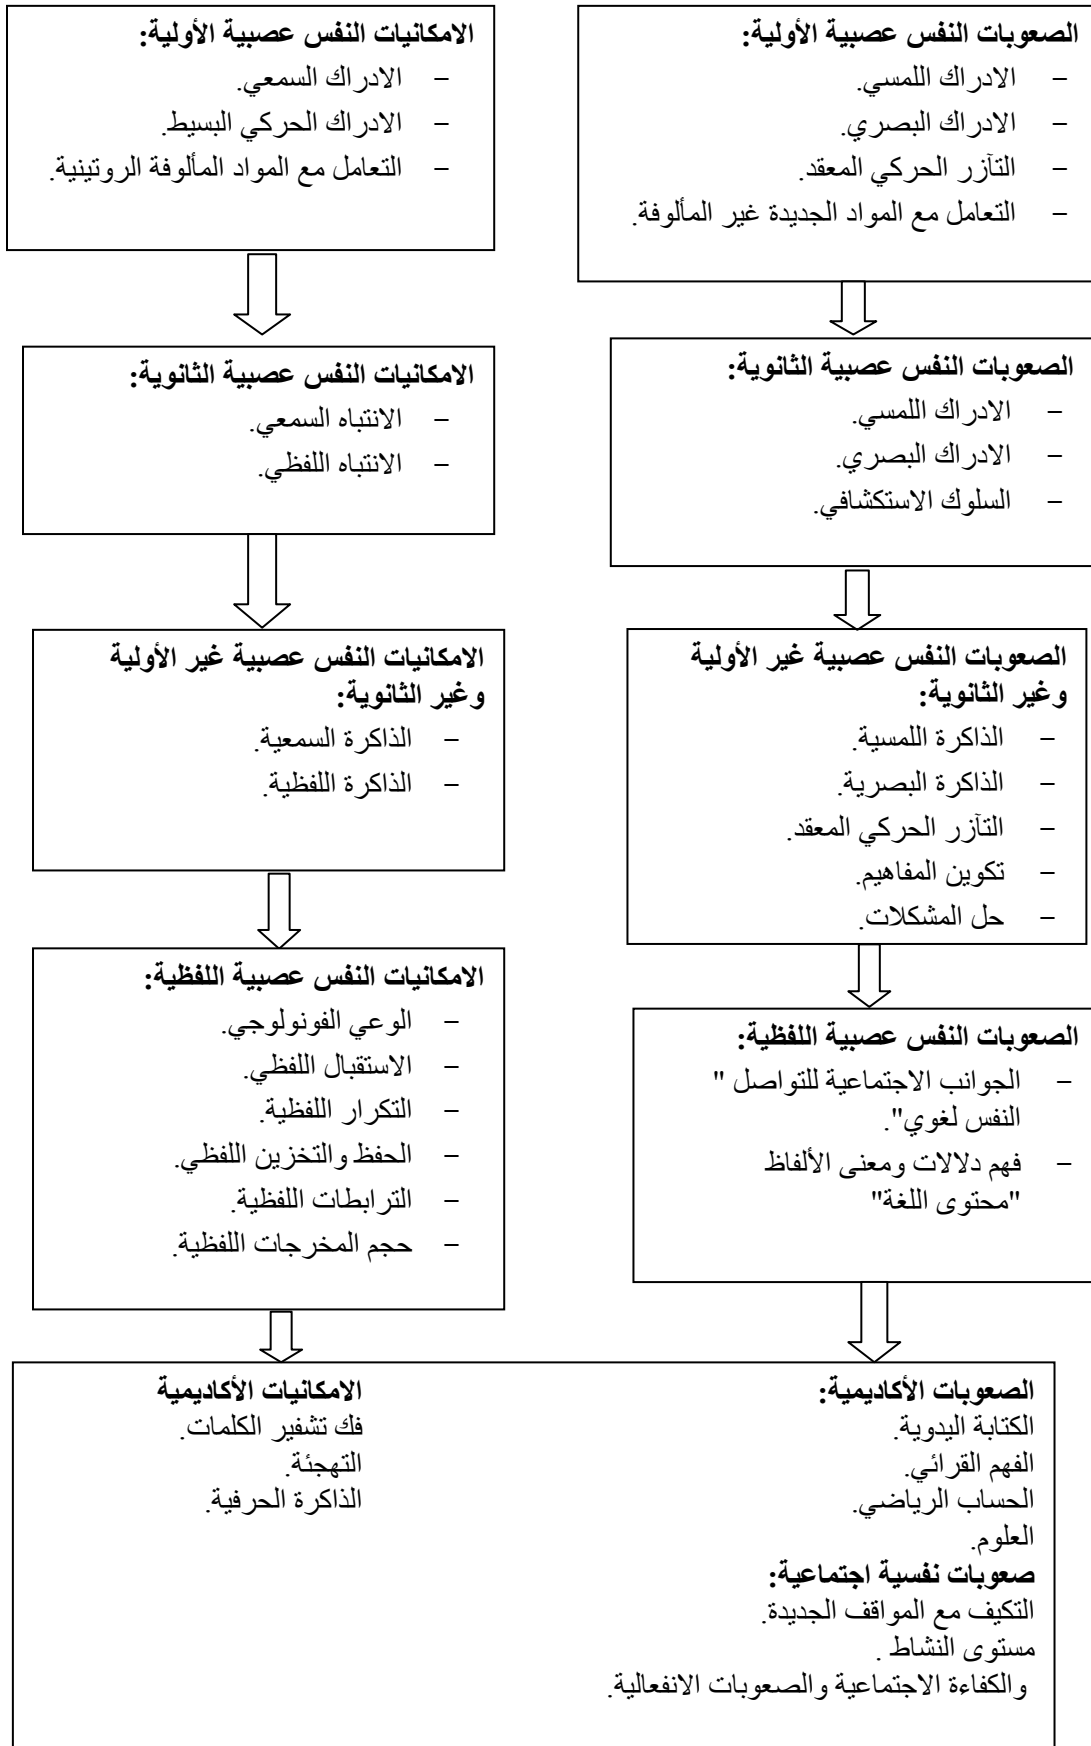 الصعوبات النفس عصبية الأولية:
– الادراك اللمسي.
– الادراك البصري.
– التآزر الحركي المعقد.
– التعامل مع المواد الجديدة غير المألوفة.
الامكانيات النفس عصبية الأولية:
– الادراك السمعي.
– الادراك الحركي البسيط.
– التعامل مع المواد المألوفة الروتينية.
الصعوبات النفس عصبية الثانوية:
– الادراك اللمسي.
– الادراك البصري.
– السلوك الاستكشافي.
الامكانيات النفس عصبية الثانوية:
– الانتباه السمعي.
– الانتباه اللفظي.
الصعوبات النفس عصبية غير الأولية
وغير الثانوية:
– الذاكرة اللمسية.
– الذاكرة البصرية.
– التآزر الحركي المعقد.
– تكوين المفاهيم.
– حل المشكلات.
الامكانيات النفس عصبية غير الأولية
وغير الثانوية:
– الذاكرة السمعية.
– الذاكرة اللفظية.
الصعوبات النفس عصبية اللفظية:
– الجوانب الاجتماعية للتواصل "
النفس لغوي".
– فهم دلالات ومعنى الألفاظ
"محتوى اللغة"
الامكانيات النفس عصبية اللفظية:
– الوعي الفونولوجي.
– الاستقبال اللفظي.
– التكرار اللفظية.
– الحفظ والتخزين اللفظي.
– الترابطات اللفظية.
– حجم المخرجات اللفظية.
الصعوبات الأكاديمية:
الكتابة اليدوية.
الفهم القرائي.
الحساب الرياضي.
العلوم.
صعوبات نفسية اجتماعية:
التكيف مع المواقف الجديدة.
مستوى النشاط .
والكفاءة الاجتماعية والصعوبات الانفعالية.
الامكانيات الأكاديمية
فك تشفير الكلمات.
التهجئة.
الذاكرة الحرفية.